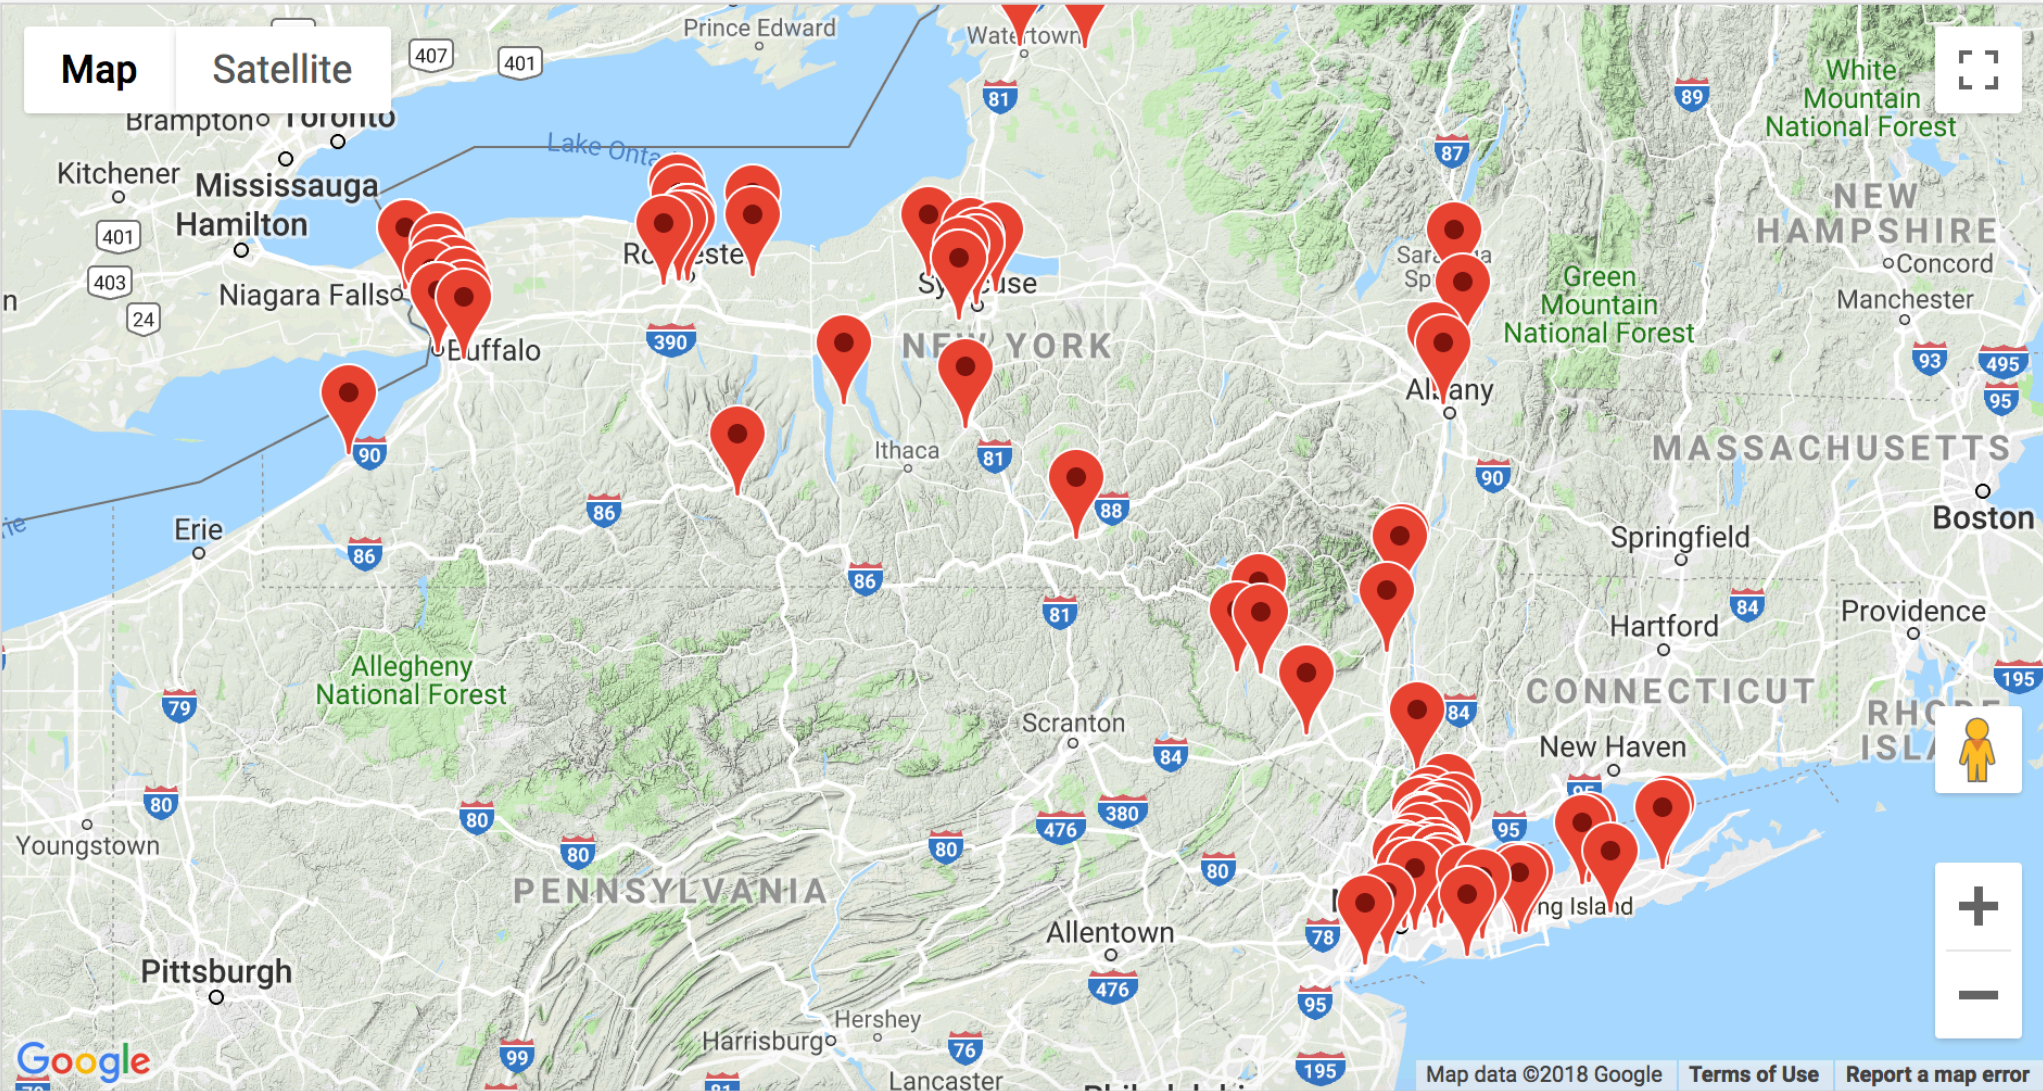 Map
Satellite
407
401
Prince Edward
Watertown
81
89
White
Mountain
National Forest
Brampton
Toronto
Lake Onta
87
Kitchener
Mississauga
Hamilton
401
403
24
n
Niagara Falls
Buffalo
390
NEW YORK
Albany
Green
Mountain
National Forest
NEW
HAMPSHIRE
Concord
Manchester
93
495
95
90
Ithaca
81
90
MASSACHUSETTS
Boston
Erie
86
86
88
86
81
Springfield
Hartford
84
Providence
195
Allegheny
National Forest
79
Scranton
84
84
CONNECTICUT
New Haven
80
80
80
80
476
380
80
95
95
Youngstown
PENNSYLVANIA
ng Island
Allentown
78
Pittsburgh
476
95
Hershey
Harrisburg
76
99
195
81
Lancaster
Google
Map data ©2018 Google
Terms of Use
Report a map error